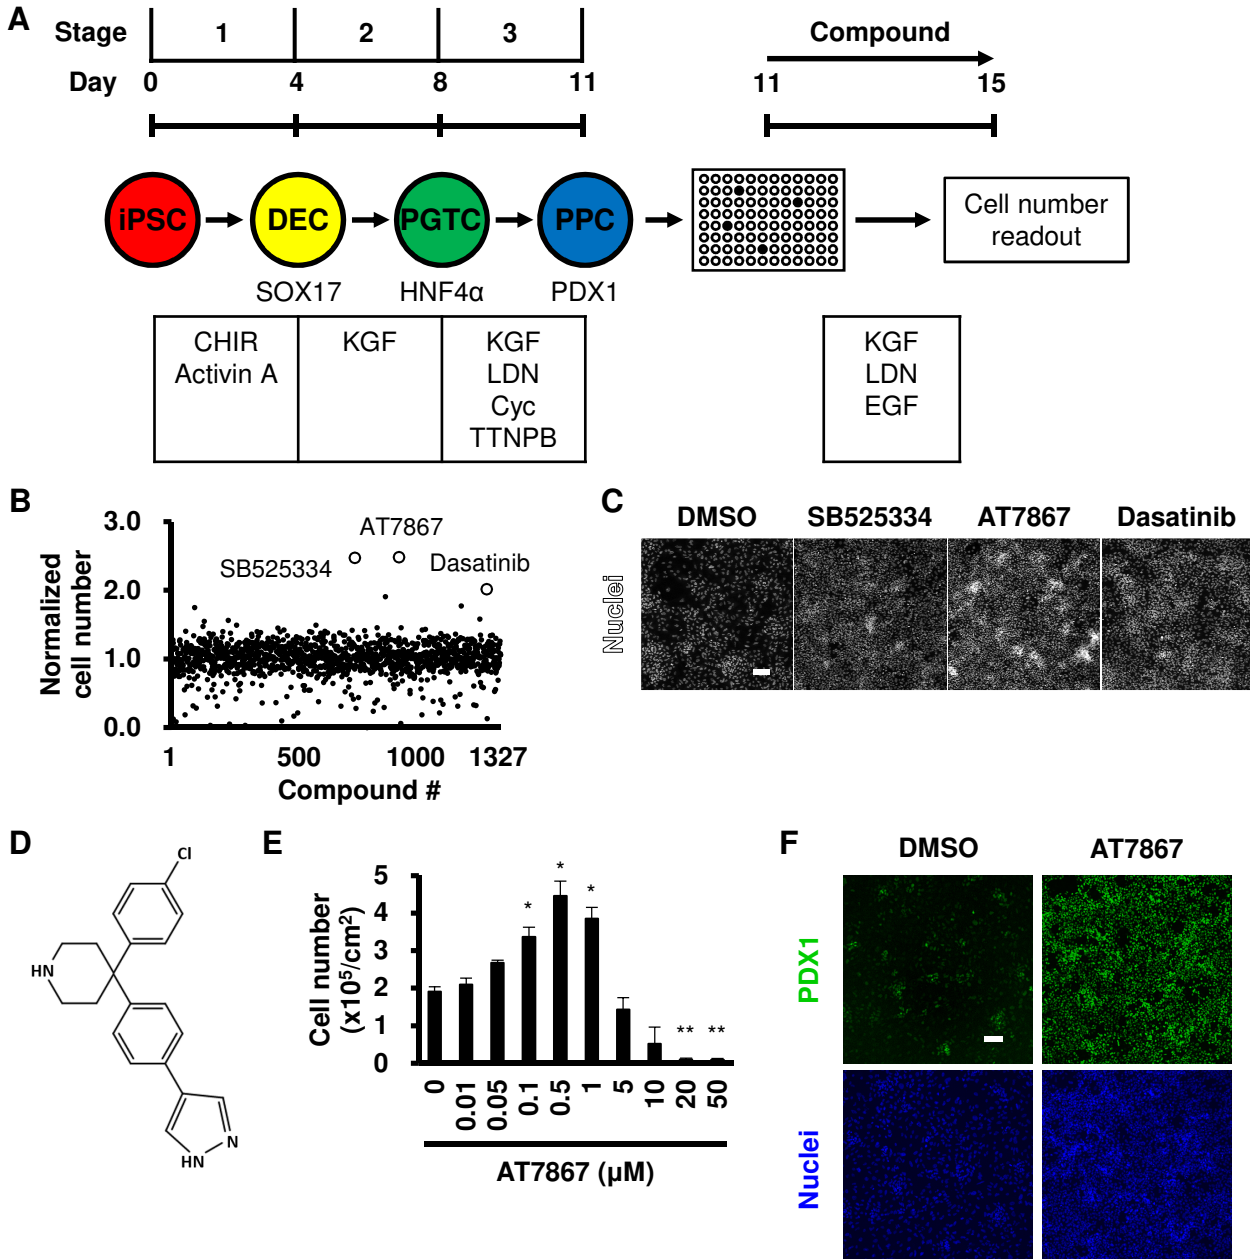 A
Stage 1 2 3
Day 0 4 8 11
Compound
11 15
iPSC DEC PGTC PPC
SOX17 HNF4α PDX1
Cell number
readout
CHIR
Activin A
KGF
KGF
LDN
Cyc
TTNPB
KGF
LDN
EGF
B
Normalized
cell number
3.0
2.0
1.0
0.0
AT7867
SB525334
Dasatinib
1 500 1000 1327
Compound #
C
DMSO SB525334 AT7867 Dasatinib
Nuclei
D
Cl
HN
N
HN
E
Cell number
(x10⁵/cm²)
5
4
3
2
1
0
* * * ** **
0 0.01 0.05 0.1 0.5 1 5 10 20 50
AT7867 (µM)
F
DMSO AT7867
PDX1
Nuclei